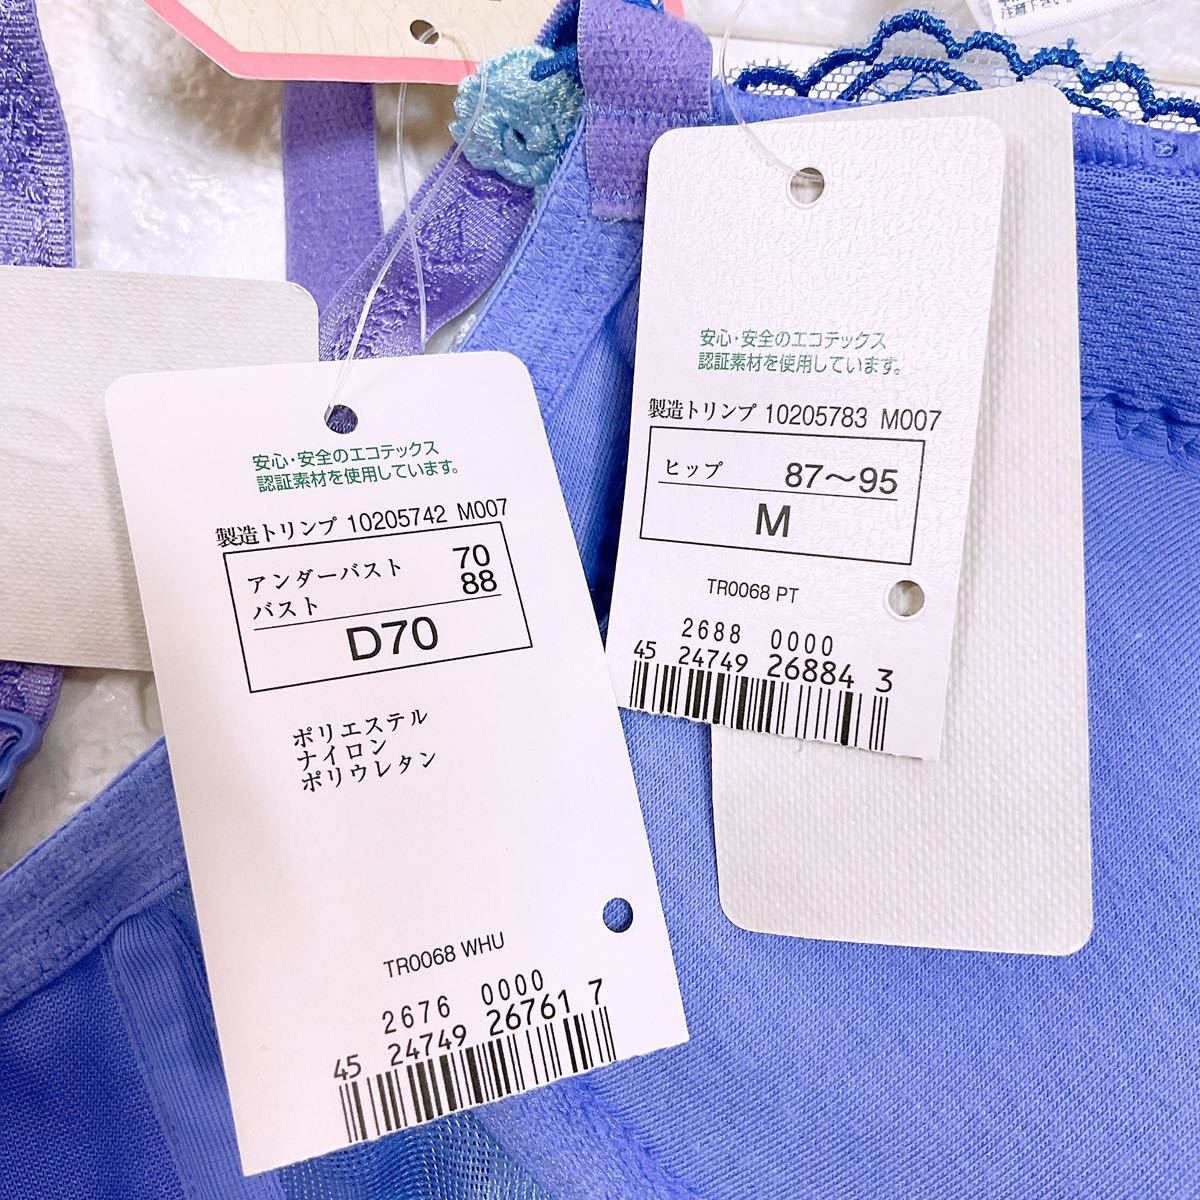 注意下さい。
安心・安全のエコテックス
認証素材を使用しています。
製造トリンプ 10205742 M007
アンダーバスト 70
バスト 88
D70
ポリエステル
ナイロン
ポリウレタン
TR0068 WHU
2676 0000
45 24749 26761 7
安心・安全のエコテックス
認証素材を使用しています。
製造トリンプ 10205783 M007
ヒップ 87～95
M
TR0068 PT
2688 0000
45 24749 26884 3